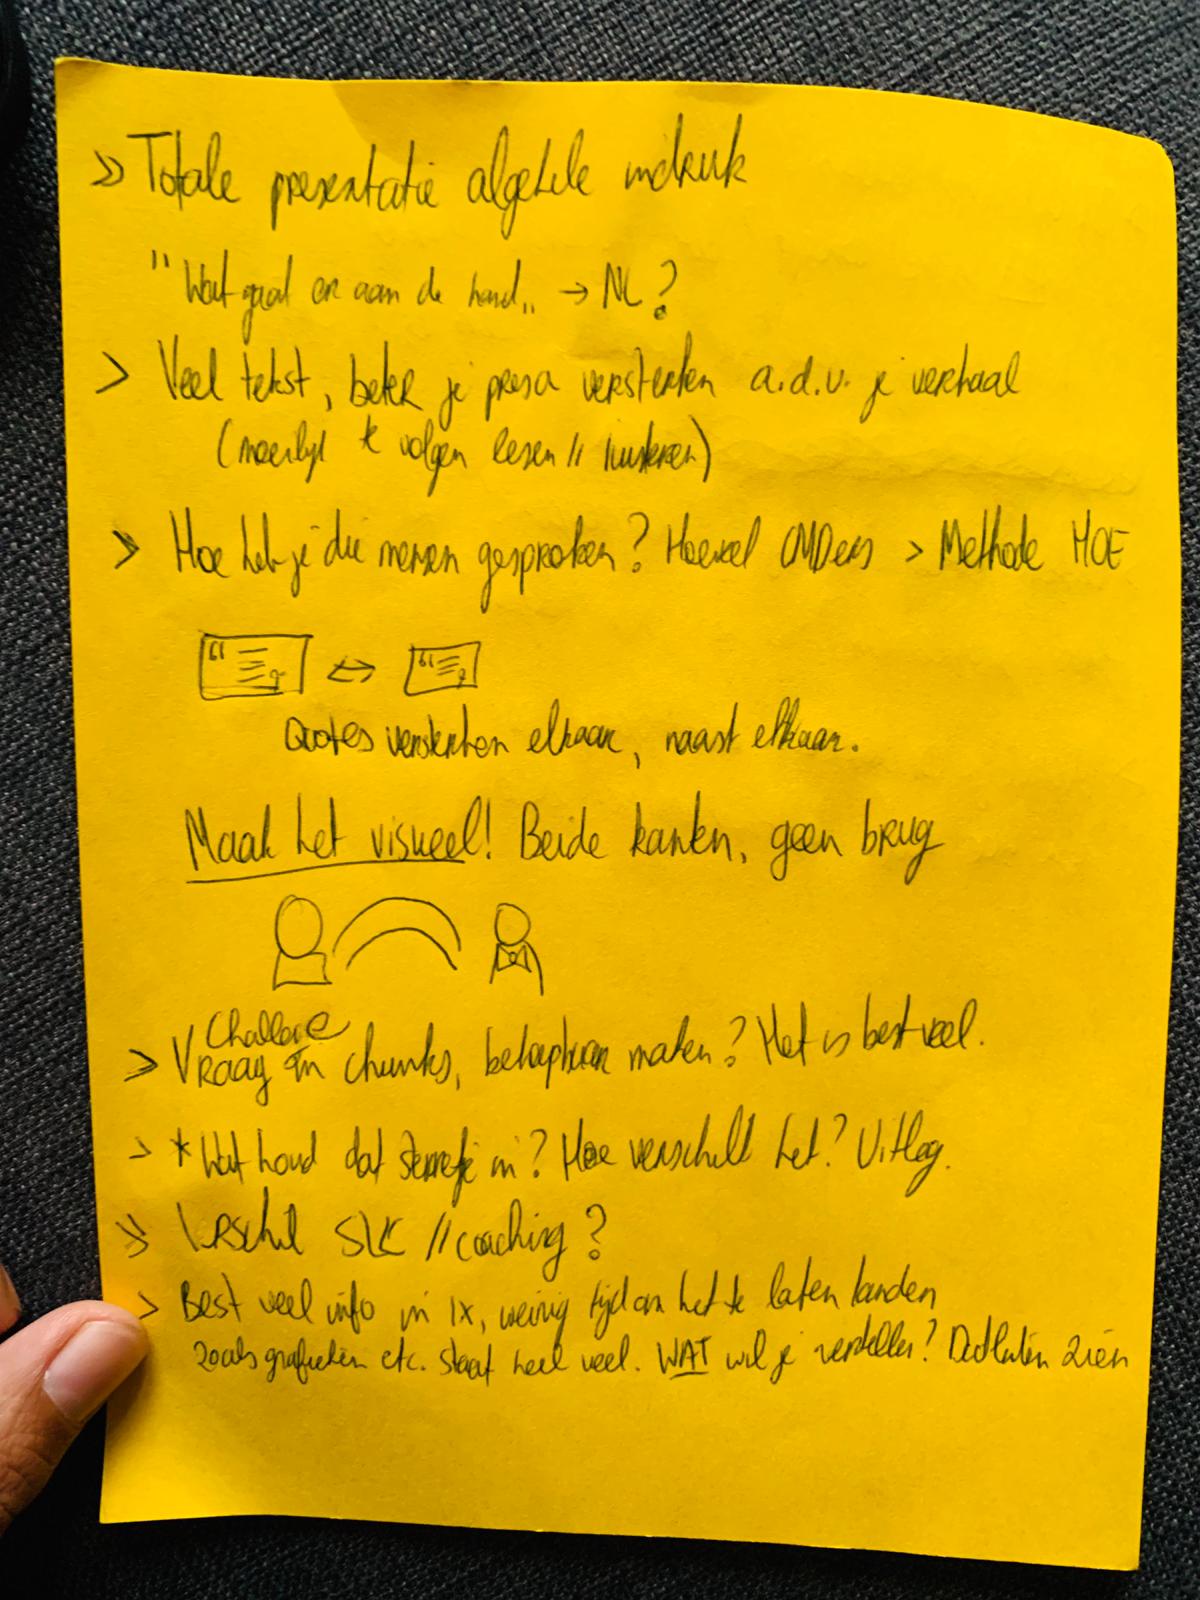 >> Totale presentatie algehele indruk
"Wat gaat er aan de hand„ → NL?
> Veel tekst, beter je presa versterken a.d.v. je verhaal
(moeilijk te volgen lezen // luisteren)
> Hoe heb je die mensen gesproken? Hoeveel CMDers > Methode HOE
Quotes versterken elkaar, naast elkaar.
Maak het visueel! Beide kanten, geen brug
Challenge
> Vraag in chunks, behapbaar maken? Het is best veel.
> *Wat houd dat sterretje in? Hoe verschilt het? Uitleg.
>> Verschil SLC // coaching?
> Best veel info in 1x, weinig tijd om het te laten landen
zoals grafieken etc. staat heel veel. WAT wil je vertellen? Dat laten zien